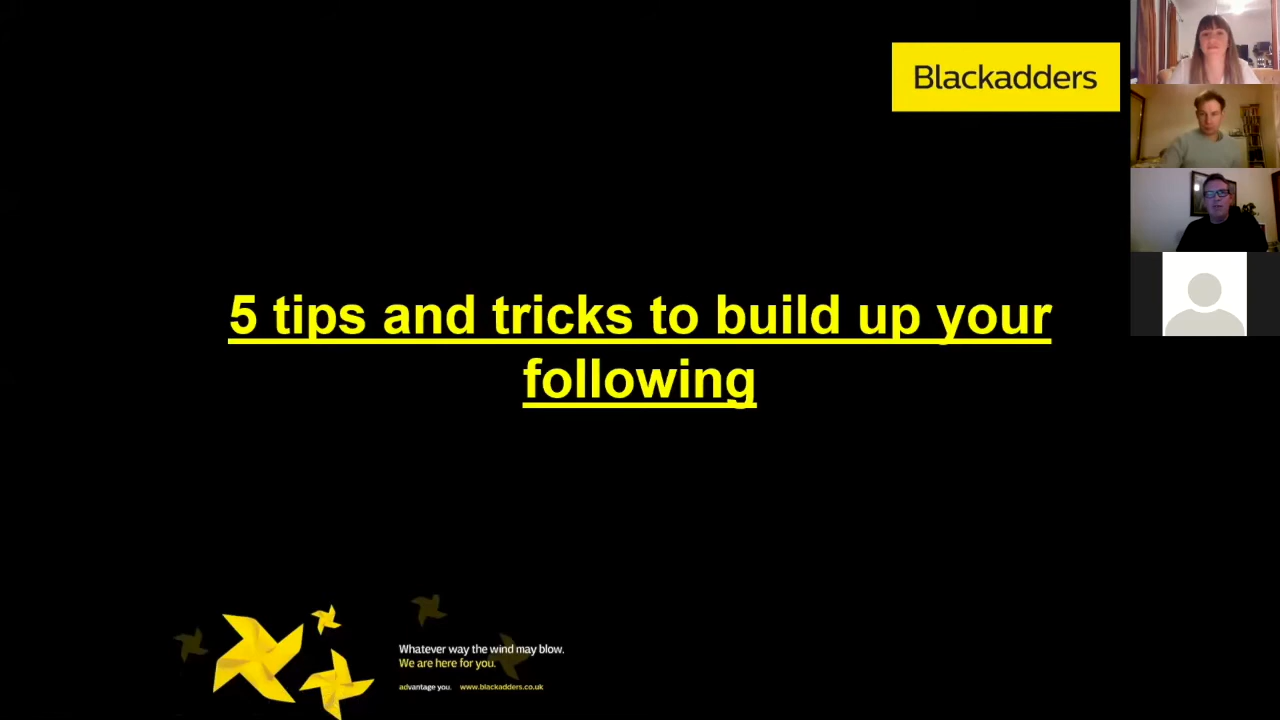 Blackadders
5 tips and tricks to build up your
following
Whatever way the wind may blow.
We are here for you.
advantage you. www.blackadders.co.uk